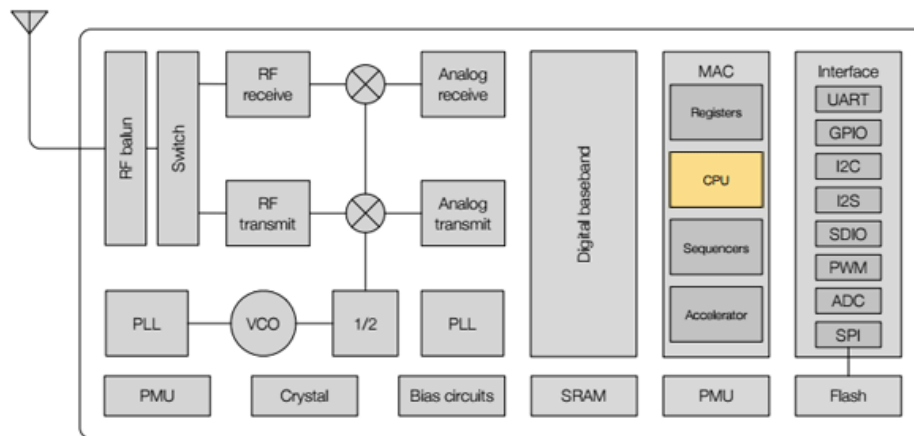 RF balun
Switch
RF
receive
Analog
receive
RF
transmit
Analog
transmit
PLL
VCO
1/2
PLL
Digital baseband
MAC
Registers
CPU
Sequencers
Accelerator
Interface
UART
GPIO
I2C
I2S
SDIO
PWM
ADC
SPI
PMU
Crystal
Bias circuits
SRAM
PMU
Flash